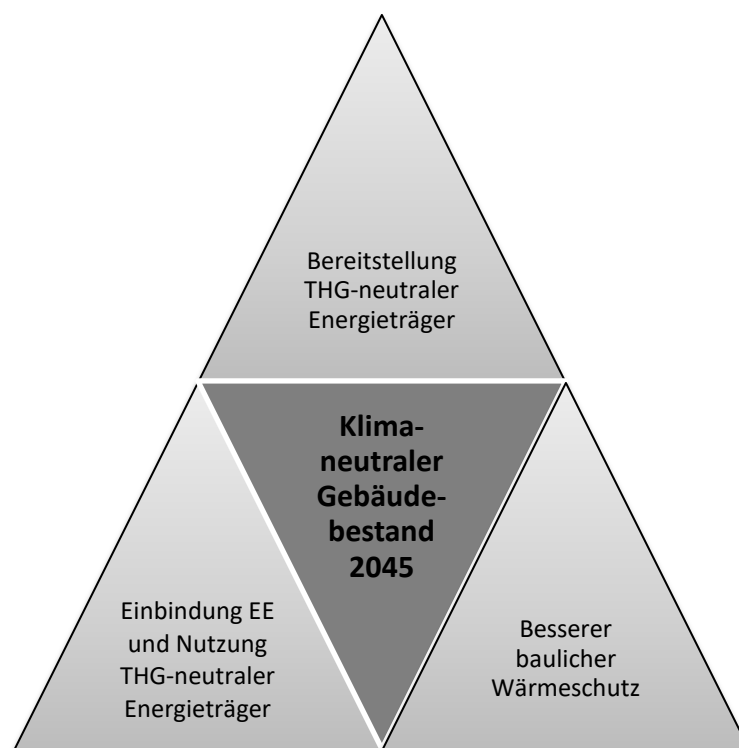 Bereitstellung
THG-neutraler
Energieträger
Klima-
neutraler
Gebäude-
bestand
2045
Einbindung EE
und Nutzung
THG-neutraler
Energieträger
Besserer
baulicher
Wärmeschutz